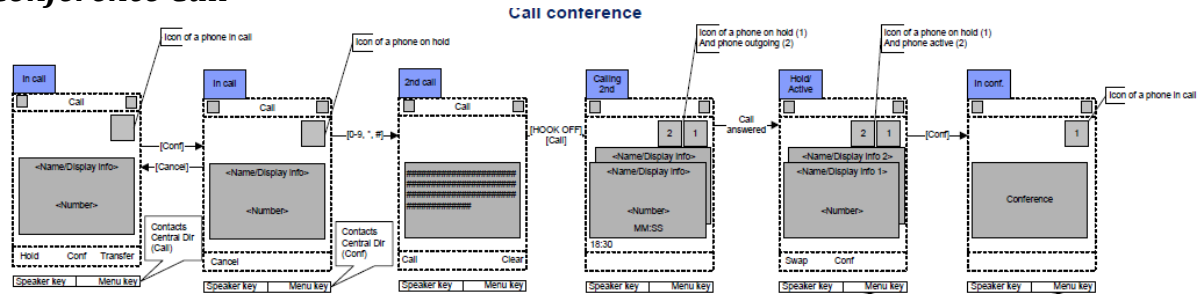 Call conference
Icon of a phone in call
Icon of a phone on hold
Icon of a phone on hold (1)
And phone outgoing (2)
Icon of a phone on hold (1)
And phone active (2)
Icon of a phone in call
In call
Call
[Conf]
[Cancel]
<Name/Display info>
<Number>
Hold Conf Transfer
Speaker key Menu key
Contacts
Central Dir
(Call)
In call
Call
[0-9, *, #]
<Name/Display info>
<Number>
Cancel
Speaker key Menu key
Contacts
Central Dir
(Conf)
2nd call
Call
[HOOK OFF]
[Call]
Call Clear
Speaker key Menu key
Calling
2nd
2 1
Call
answered
<Name/Display info>
<Name/Display info>
<Number>
MM:SS
18:30
Speaker key Menu key
Hold/
Active
2 1
[Conf]
<Name/Display info 2>
<Name/Display info 1>
<Number>
Swap Conf
Speaker key Menu key
In conf.
1
Conference
Speaker key Menu key